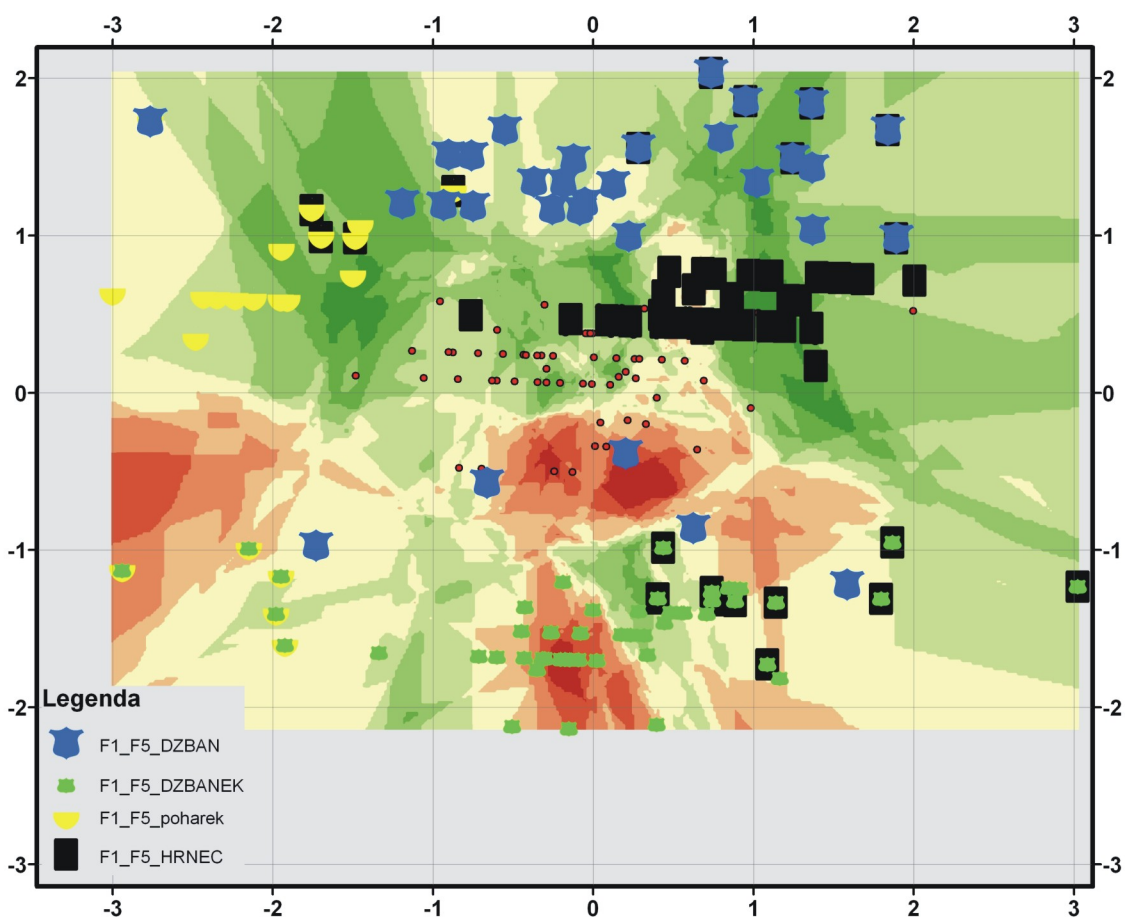 -3 -2 -1 0 1 2 3
2 2
1 1
0 0
-1 -1
-2 -2
-3 -3
Legenda
F1_F5_DZBAN
F1_F5_DZBANEK
F1_F5_poharek
F1_F5_HRNEC
-3 -2 -1 0 1 2 3